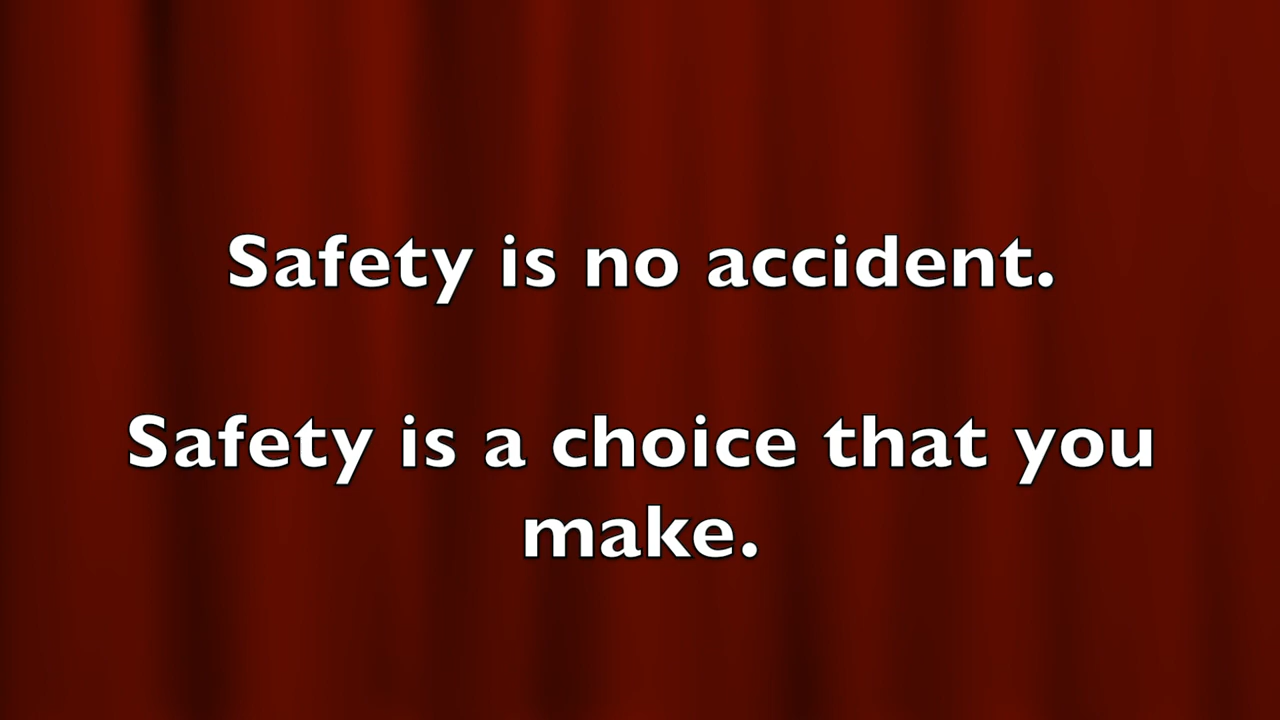 Safety is no accident.
Safety is a choice that you
make.